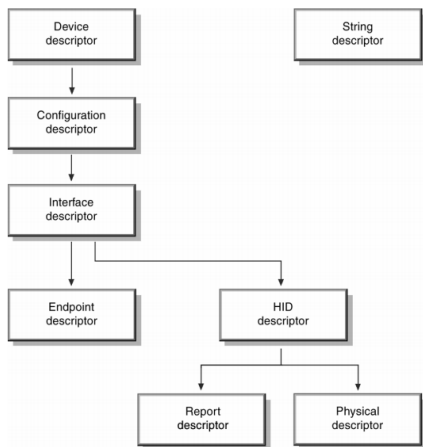 Device
descriptor
String
descriptor
Configuration
descriptor
Interface
descriptor
Endpoint
descriptor
HID
descriptor
Report
descriptor
Physical
descriptor